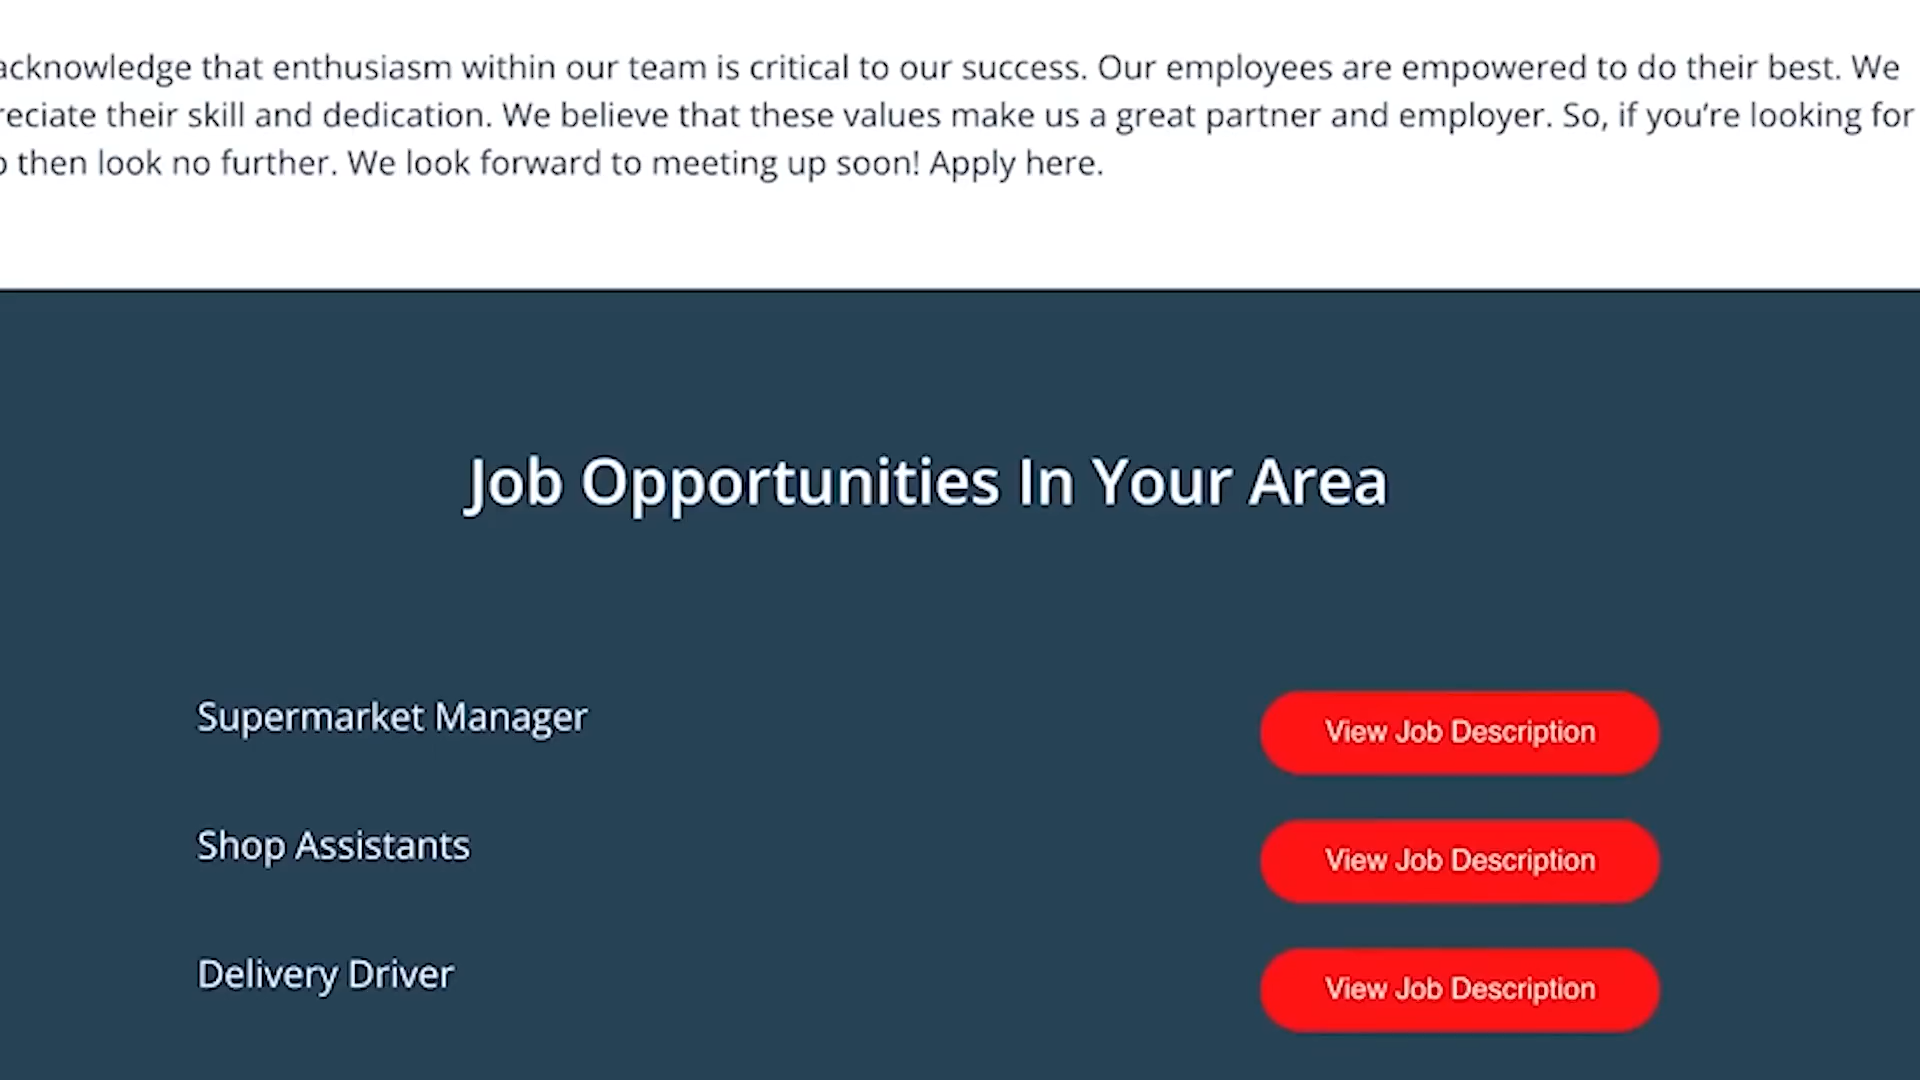 acknowledge that enthusiasm within our team is critical to our success. Our employees are empowered to do their best. We
reciate their skill and dedication. We believe that these values make us a great partner and employer. So, if you’re looking for
then look no further. We look forward to meeting up soon! Apply here.
Job Opportunities In Your Area
Supermarket Manager
View Job Description
Shop Assistants
View Job Description
Delivery Driver
View Job Description